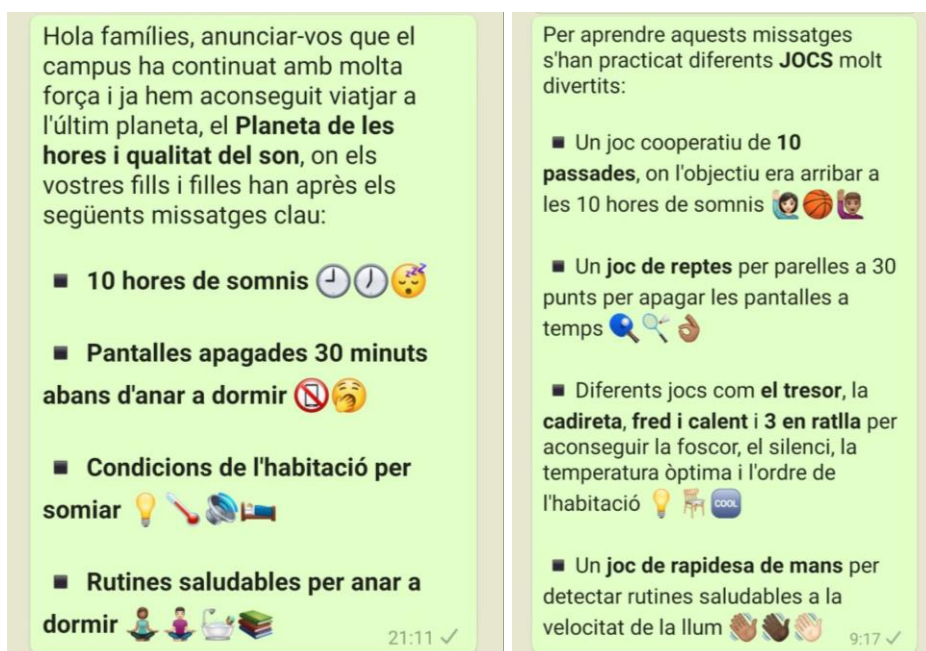 Hola famílies, anunciar-vos que el
campus ha continuat amb molta
força i ja hem aconseguit viatjar a
l'últim planeta, el Planeta de les
hores i qualitat del son, on els
vostres fills i filles han après els
següents missatges clau:
▪ 10 hores de somnis 🕘🕖😴
▪ Pantalles apagades 30 minuts
abans d'anar a dormir 📵🥱
▪ Condicions de l'habitació per
somiar 💡🌡️🔊🛏️
▪ Rutines saludables per anar a
dormir 🧘🏽‍♀️🧘🏽‍♂️🛀📚
21:11 ✓
Per aprendre aquests missatges
s'han practicat diferents JOCS molt
divertits:
▪ Un joc cooperatiu de 10
passades, on l'objectiu era arribar a
les 10 hores de somnis 🙋🏻‍♀️🏀🙋🏽‍♂️
▪ Un joc de reptes per parelles a 30
punts per apagar les pantalles a
temps 🏓🏸👌🏽
▪ Diferents jocs com el tresor, la
cadireta, fred i calent i 3 en ratlla per
aconseguir la foscor, el silenci, la
temperatura òptima i l'ordre de
l'habitació 💡🪑🆒
▪ Un joc de rapidesa de mans per
detectar rutines saludables a la
velocitat de la llum 👋🏽👋🏿👋🏻
9:17 ✓